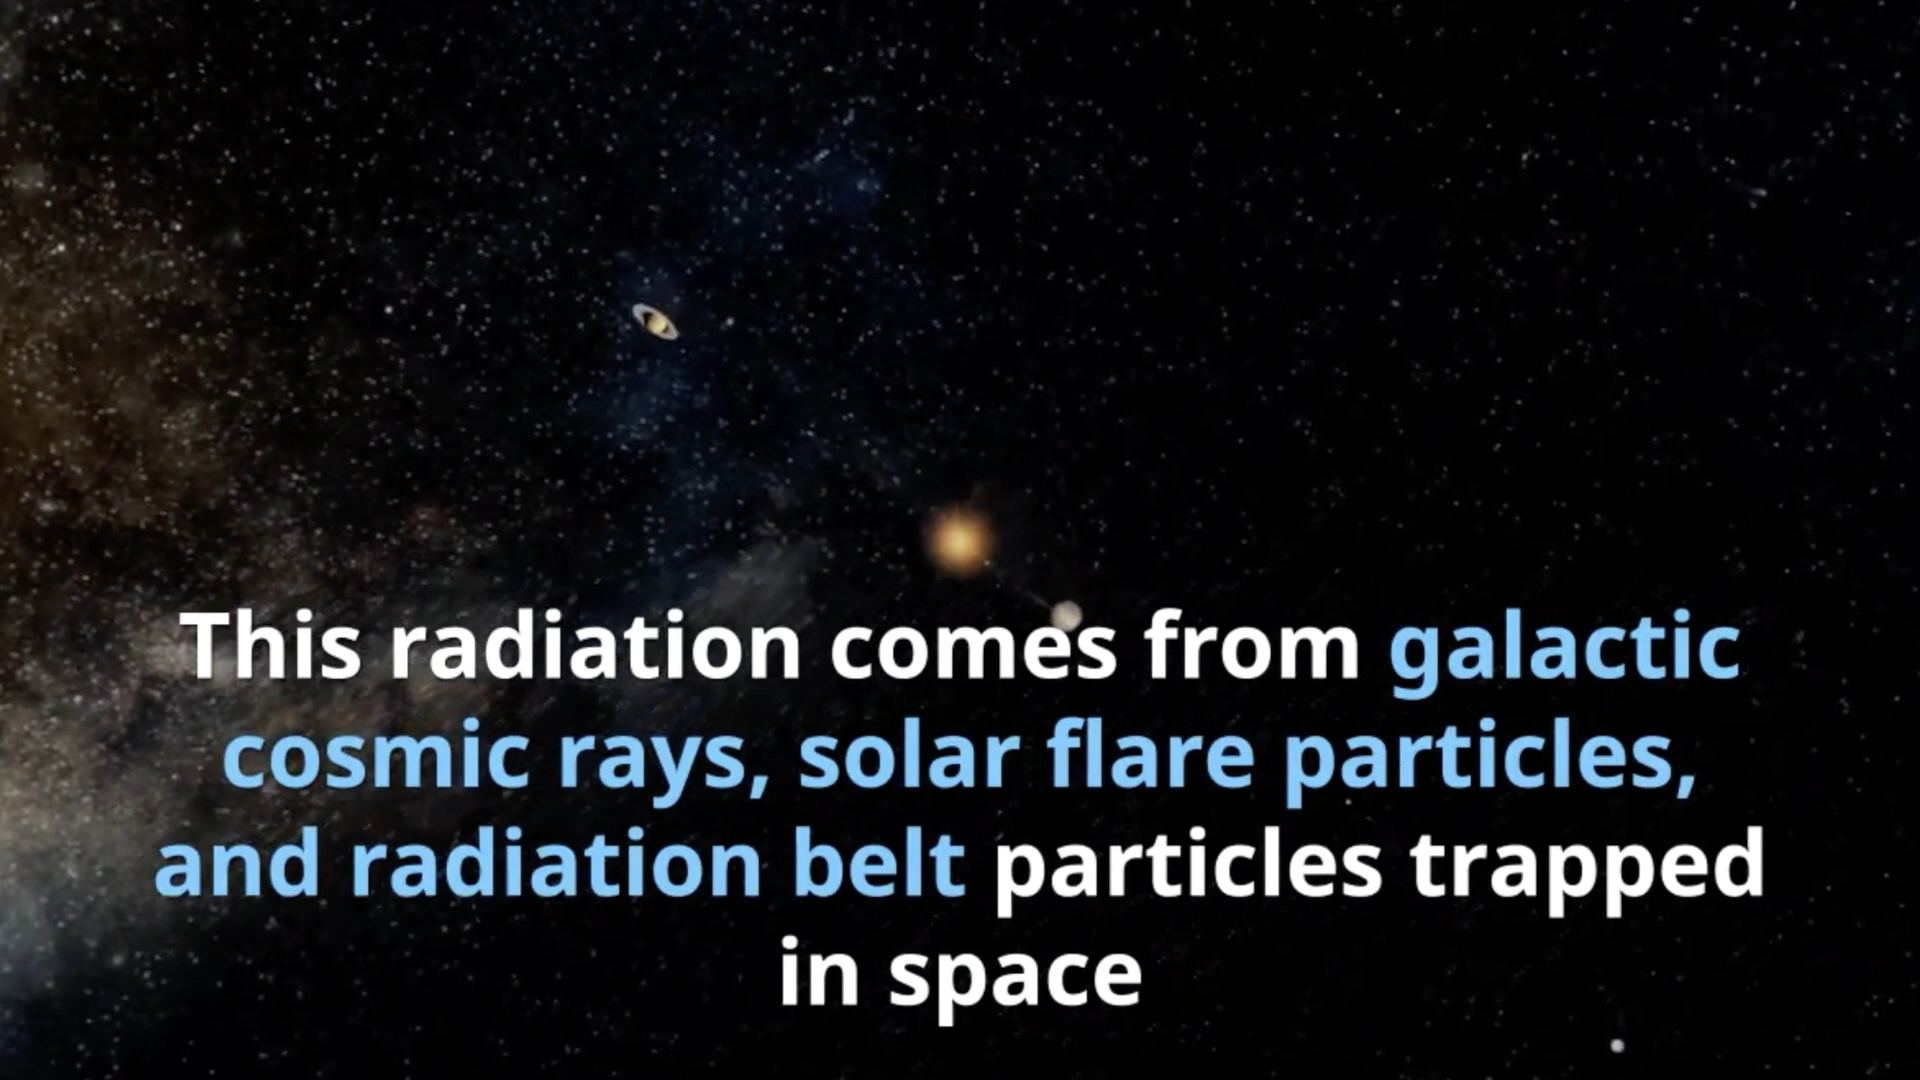 This radiation comes from galactic
cosmic rays, solar flare particles,
and radiation belt particles trapped
in space